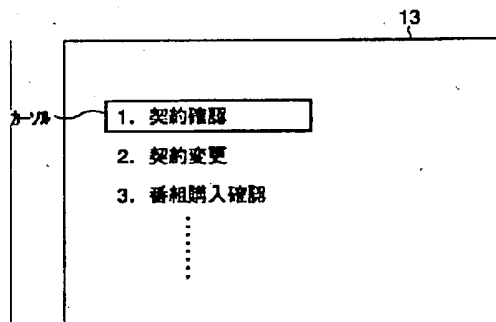 13
カーソル
1. 契約確認
2. 契約変更
3. 番組購入確認